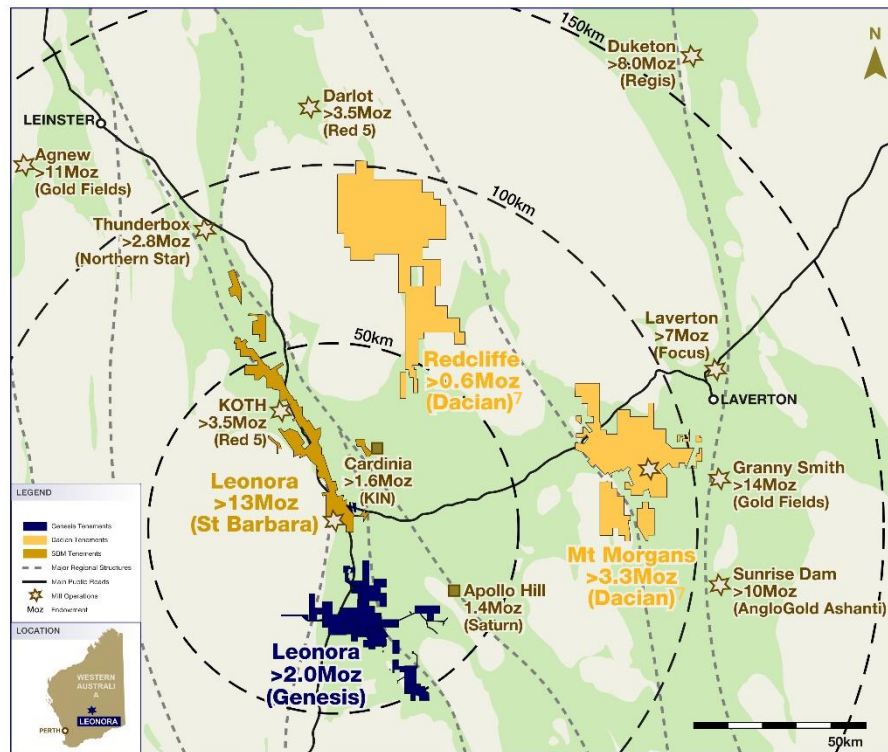 150km
Duketon
>8.0Moz
(Regis)
N
Darlot
>3.5Moz
(Red 5)
LEINSTER
Agnew
>11Moz
(Gold Fields)
100km
Thunderbox
>2.8Moz
(Northern Star)
Laverton
>7Moz
(Focus)
50km
Redcliffe
>0.6Moz
(Dacian)7
LAVERTON
KOTH
>3.5Moz
(Red 5)
Cardinia
>1.6Moz
(KIN)
Granny Smith
>14Moz
(Gold Fields)
Leonora
>13Moz
(St Barbara)
Mt Morgans
>3.3Moz
(Dacian)7
Apollo Hill
1.4Moz
(Saturn)
Sunrise Dam
>10Moz
(AngloGold Ashanti)
Leonora
>2.0Moz
(Genesis)
LEGEND
Genesis Tenements
Dacian Tenements
SBM Tenements
Major Regional Structures
Main Public Roads
Mill Operations
Moz Endowment
LOCATION
WESTERN
AUSTRALI
A
LEONORA
PERTH
50km